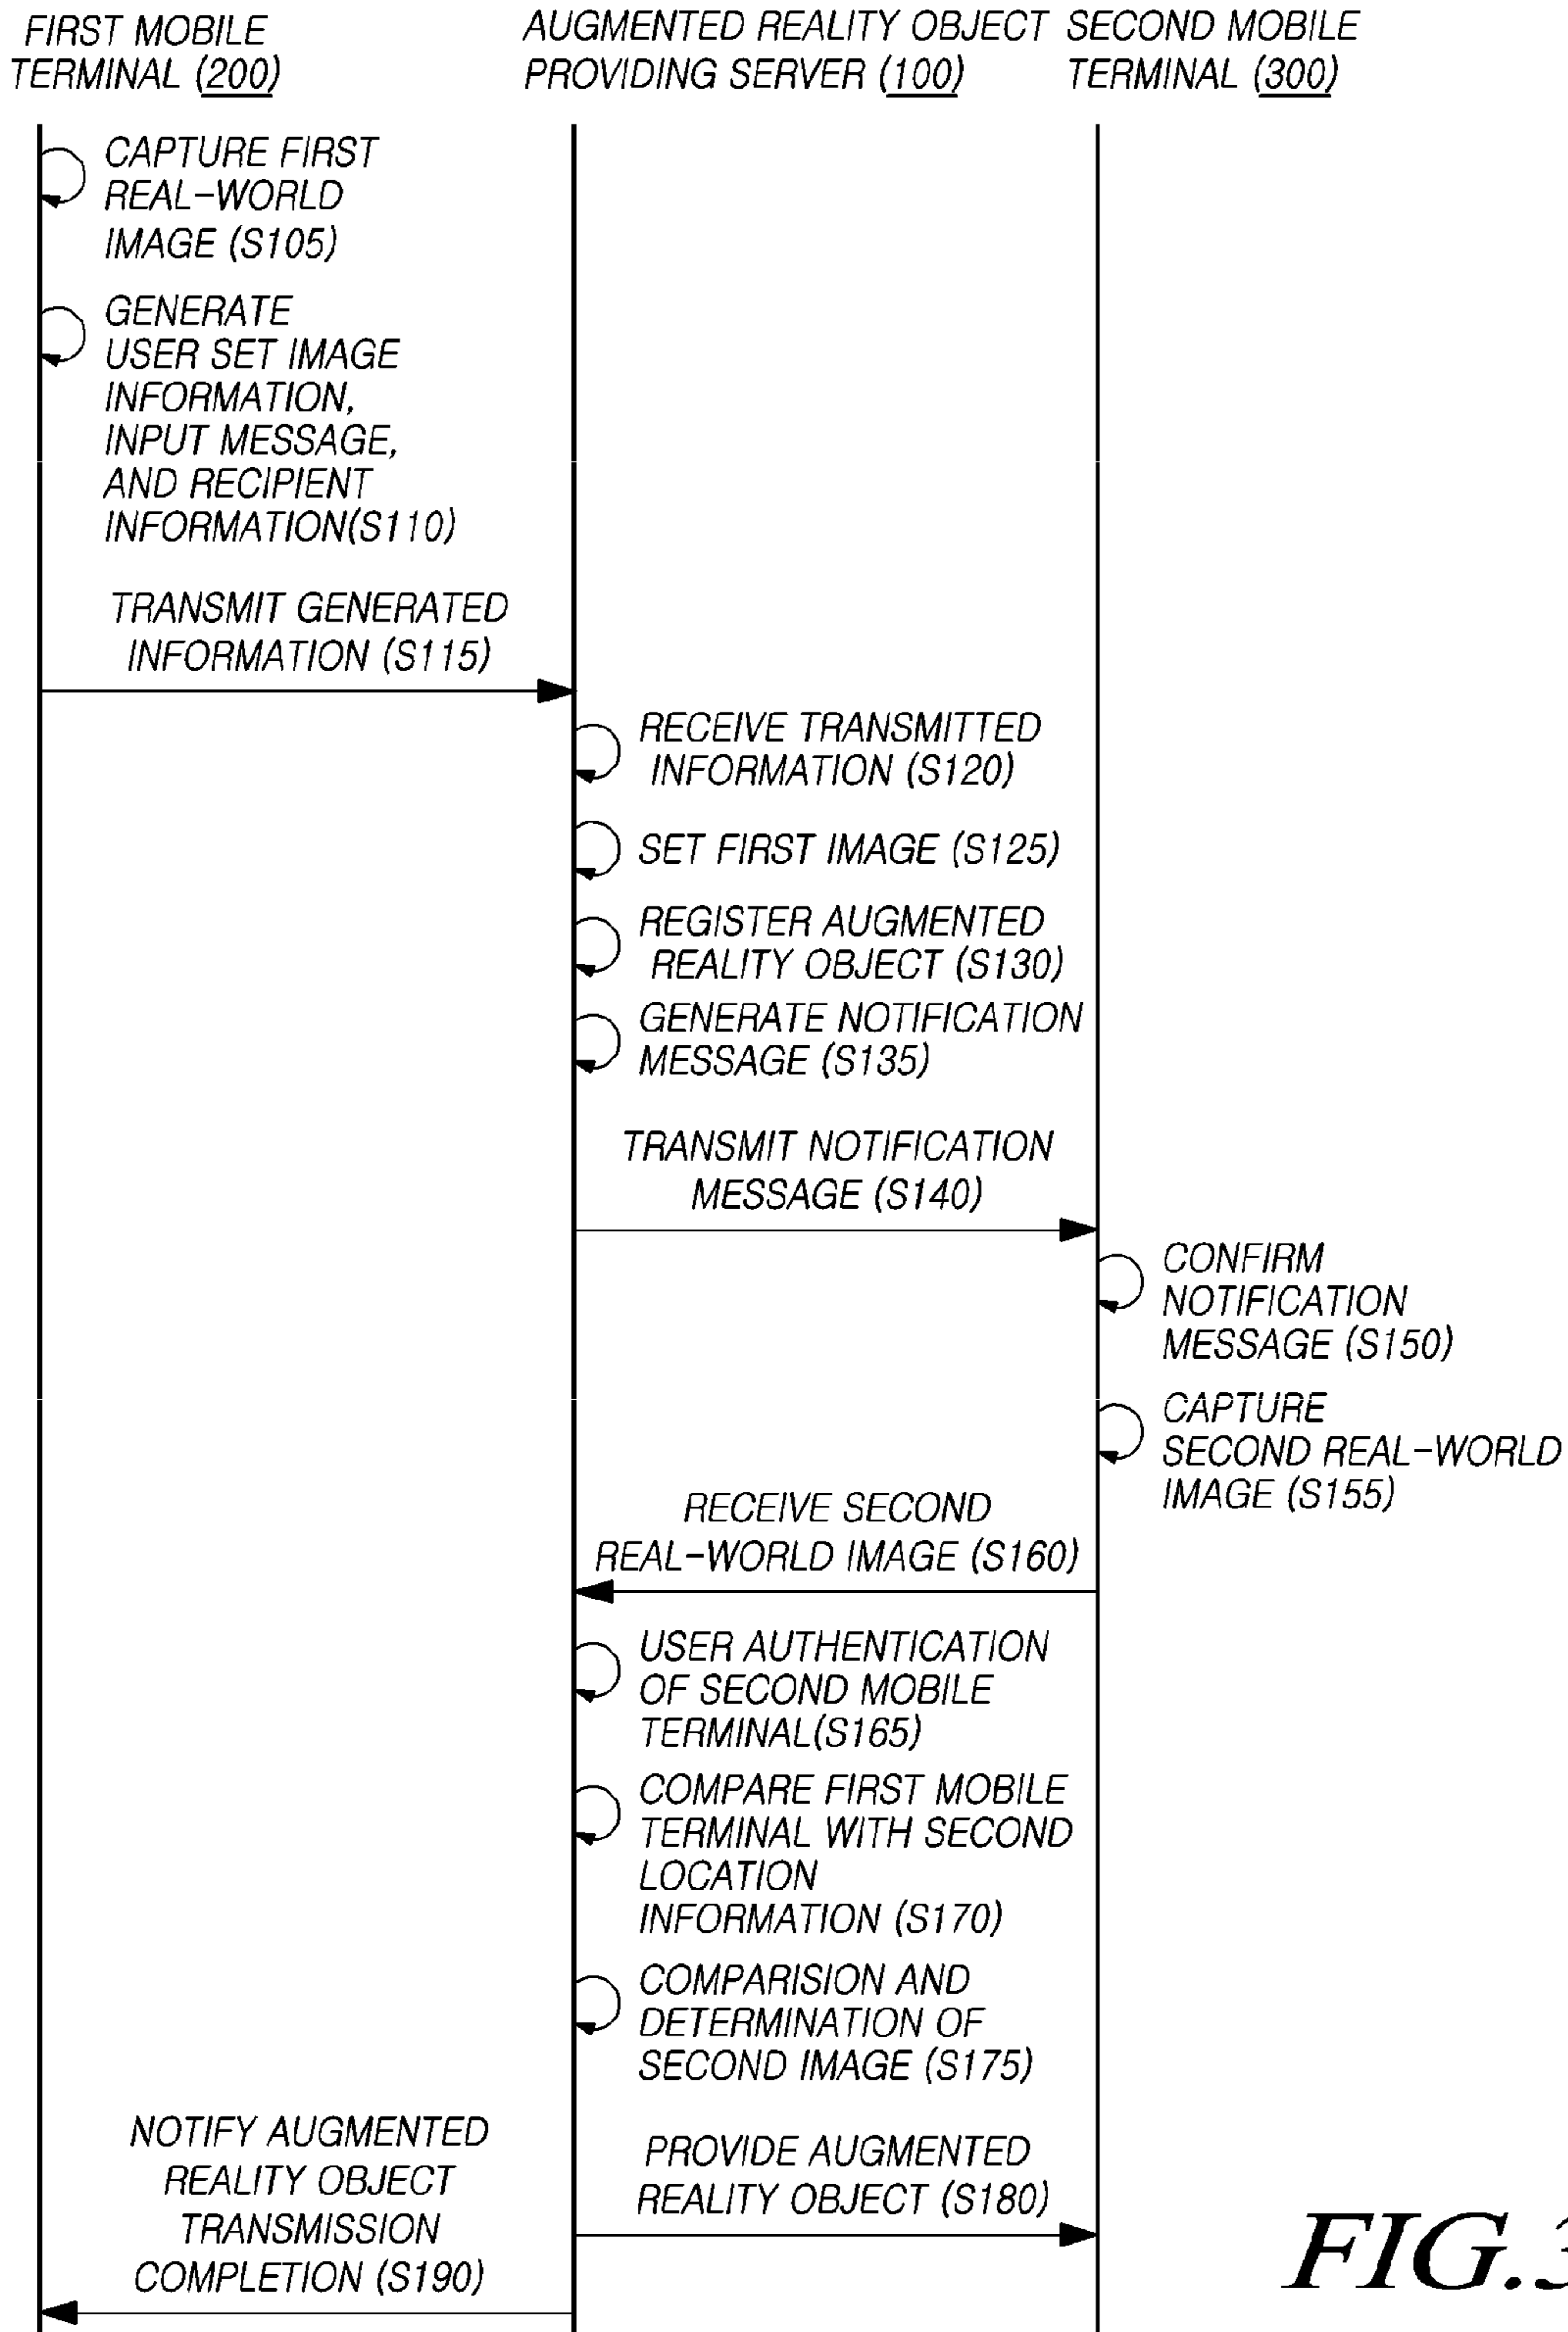 FIRST MOBILE
TERMINAL (200)
AUGMENTED REALITY OBJECT
PROVIDING SERVER (100)
SECOND MOBILE
TERMINAL (300)
CAPTURE FIRST
REAL-WORLD
IMAGE (S105)
GENERATE
USER SET IMAGE
INFORMATION,
INPUT MESSAGE,
AND RECIPIENT
INFORMATION(S110)
TRANSMIT GENERATED
INFORMATION (S115)
RECEIVE TRANSMITTED
INFORMATION (S120)
SET FIRST IMAGE (S125)
REGISTER AUGMENTED
REALITY OBJECT (S130)
GENERATE NOTIFICATION
MESSAGE (S135)
TRANSMIT NOTIFICATION
MESSAGE (S140)
CONFIRM
NOTIFICATION
MESSAGE (S150)
CAPTURE
SECOND REAL-WORLD
IMAGE (S155)
RECEIVE SECOND
REAL-WORLD IMAGE (S160)
USER AUTHENTICATION
OF SECOND MOBILE
TERMINAL(S165)
COMPARE FIRST MOBILE
TERMINAL WITH SECOND
LOCATION
INFORMATION (S170)
COMPARISION AND
DETERMINATION OF
SECOND IMAGE (S175)
NOTIFY AUGMENTED
REALITY OBJECT
TRANSMISSION
COMPLETION (S190)
PROVIDE AUGMENTED
REALITY OBJECT (S180)
FIG.3